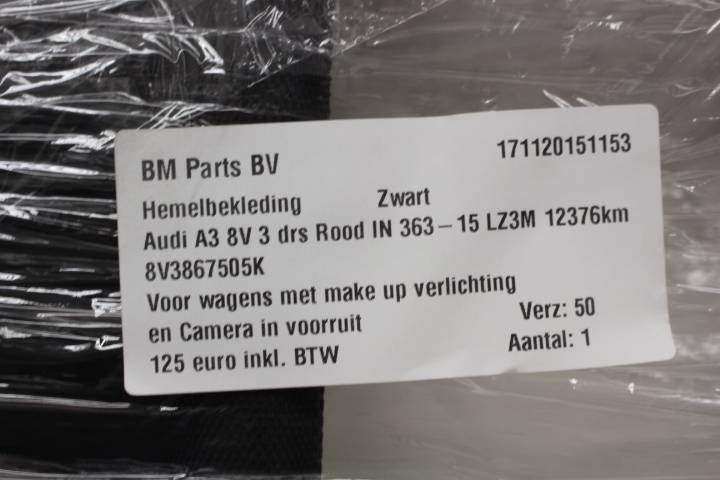 BM Parts BV 171120151153
Hemelbekleding Zwart
Audi A3 8V 3 drs Rood IN 363 – 15 LZ3M 12376km
8V3867505K
Voor wagens met make up verlichting
en Camera in voorruit Verz: 50
125 euro inkl. BTW Aantal: 1